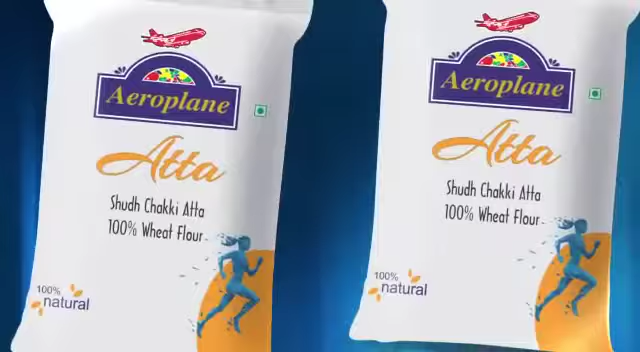 Aeroplane
Atta
Shudh Chakki Atta
100% Wheat Flour
100%
natural
Aeroplane
Atta
Shudh Chakki Atta
100% Wheat Flour
100%
natural